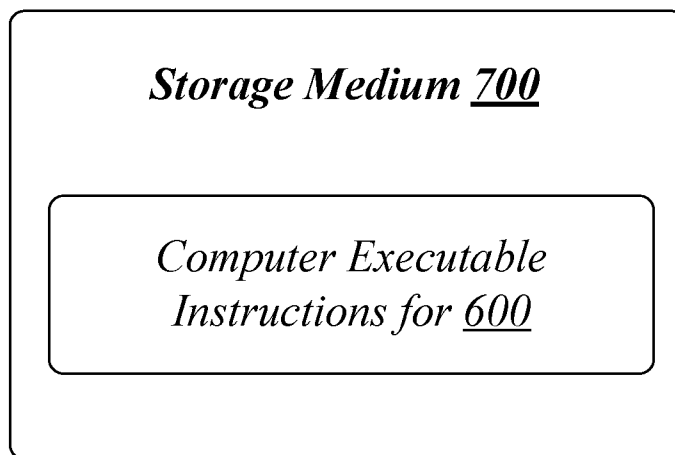 Storage Medium 700
Computer Executable
Instructions for 600